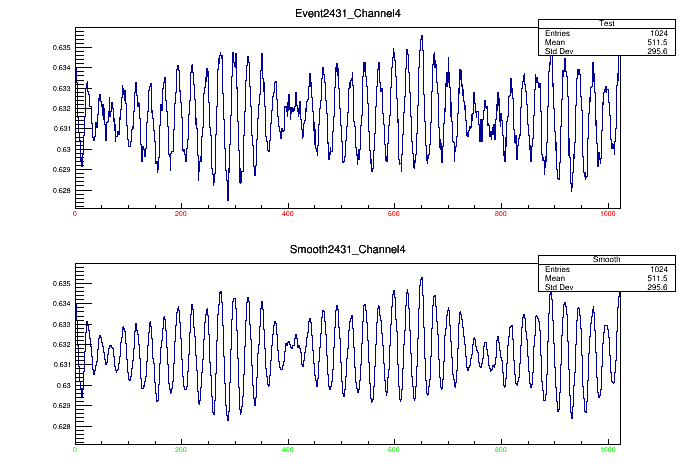 Event2431_Channel4
Test
Entries 1024
Mean 511.5
Std Dev 295.6
0.635
0.634
0.633
0.632
0.631
0.63
0.629
0.628
0 200 400 600 800 1000
Smooth2431_Channel4
Smooth
Entries 1024
Mean 511.5
Std Dev 295.6
0.635
0.634
0.633
0.632
0.631
0.63
0.629
0.628
0 200 400 600 800 1000